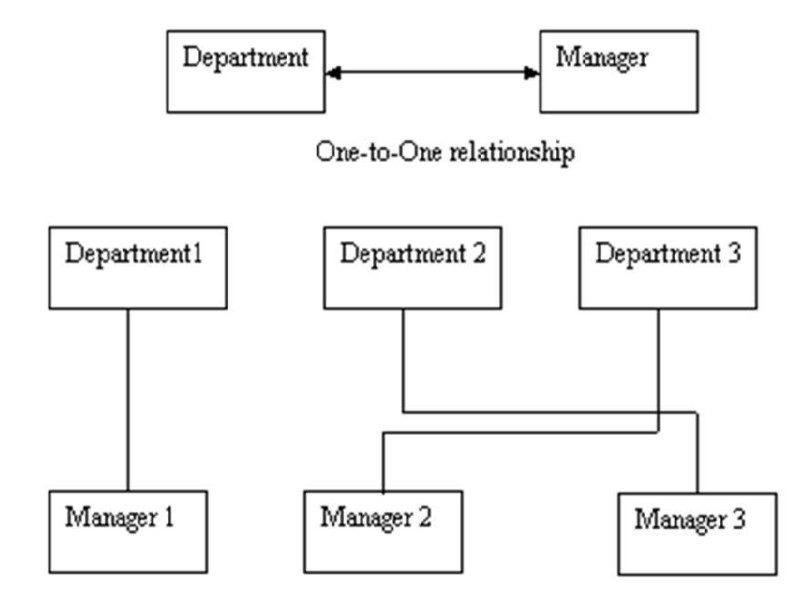 Department
Manager
One-to-One relationship
Department1
Department 2
Department 3
Manager 1
Manager 2
Manager 3